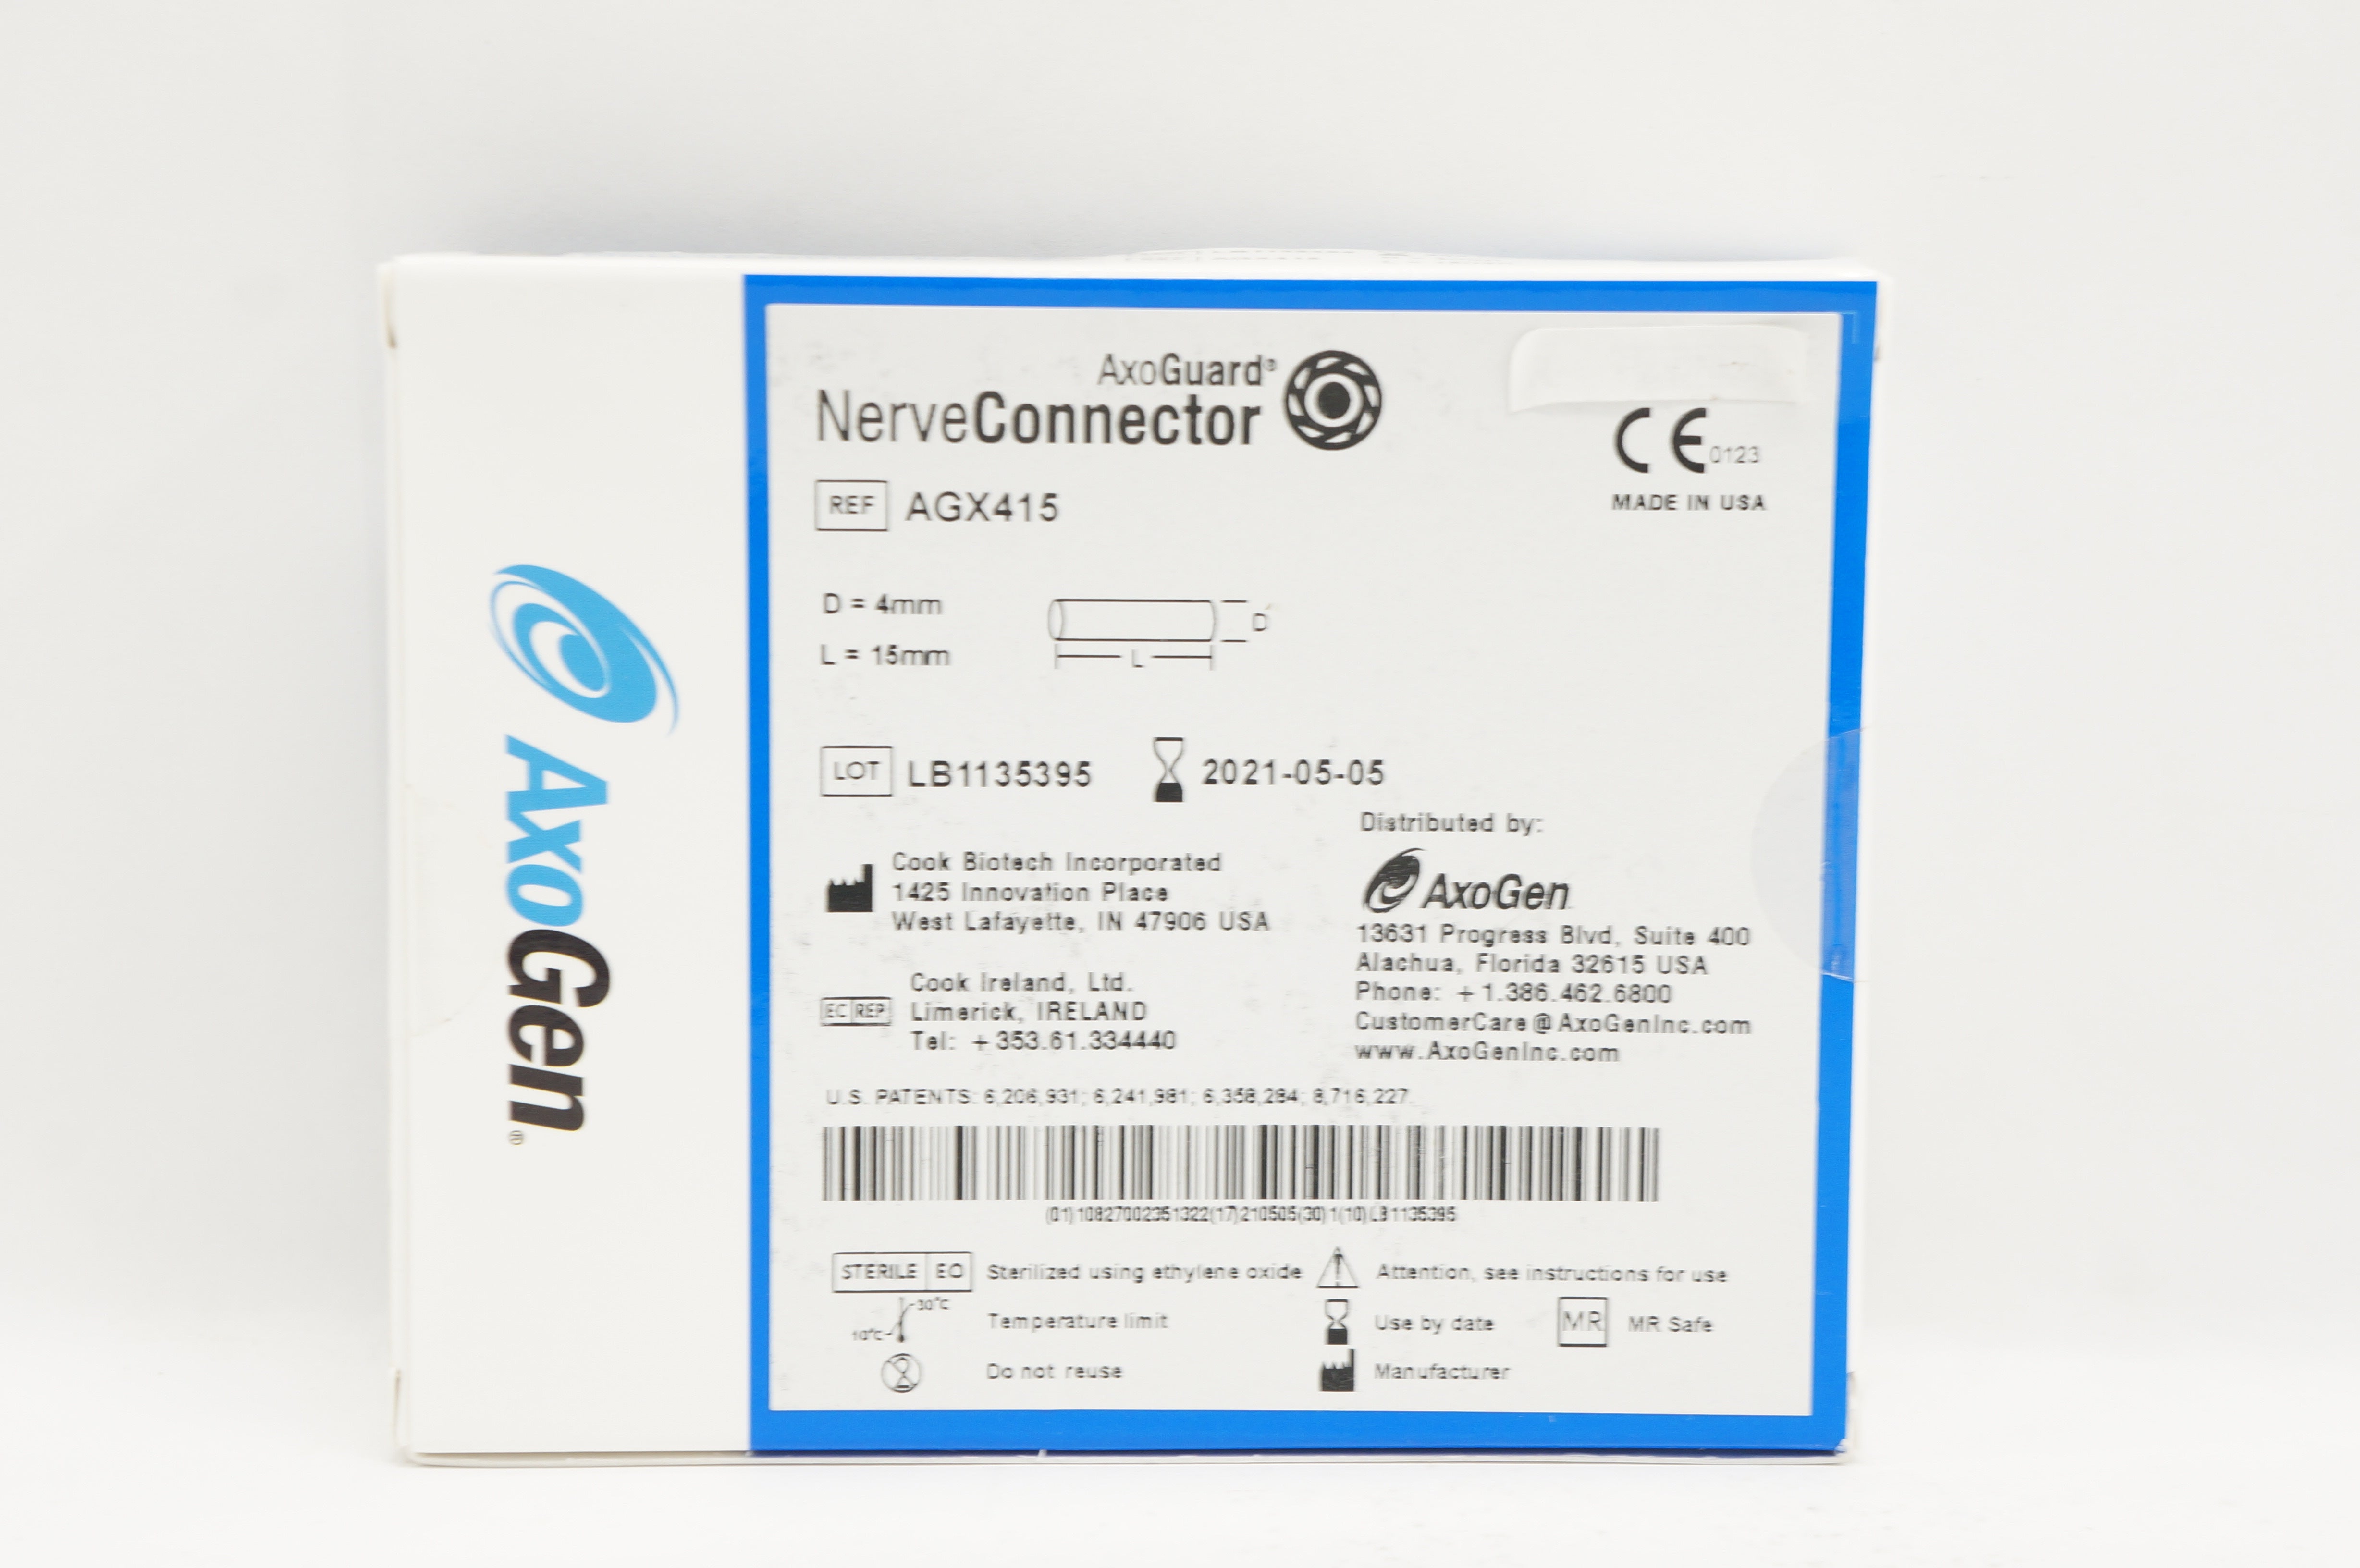 AxoGen®
AxoGuard®
NerveConnector
CE 0123
MADE IN USA
REF AGX415
D = 4mm
D
L = 15mm
L
LOT LB1135395 2021-05-05
Cook Biotech Incorporated
1425 Innovation Place
West Lafayette, IN 47906 USA
EC REP
Cook Ireland, Ltd.
Limerick, IRELAND
Tel: +353.61.334440
Distributed by:
AxoGen
13631 Progress Blvd, Suite 400
Alachua, Florida 32615 USA
Phone: +1.386.462.6800
CustomerCare@AxoGenInc.com
www.AxoGenInc.com
U.S. PATENTS: 6,206,931; 6,241,981; 6,358,284; 8,716,227.
(01)10827002351322(17)210505(30)1(10)LB1135395
STERILE EO Sterilized using ethylene oxide
Attention, see instructions for use
30°C
10°C
Temperature limit
Use by date
MR MR Safe
Do not reuse
Manufacturer